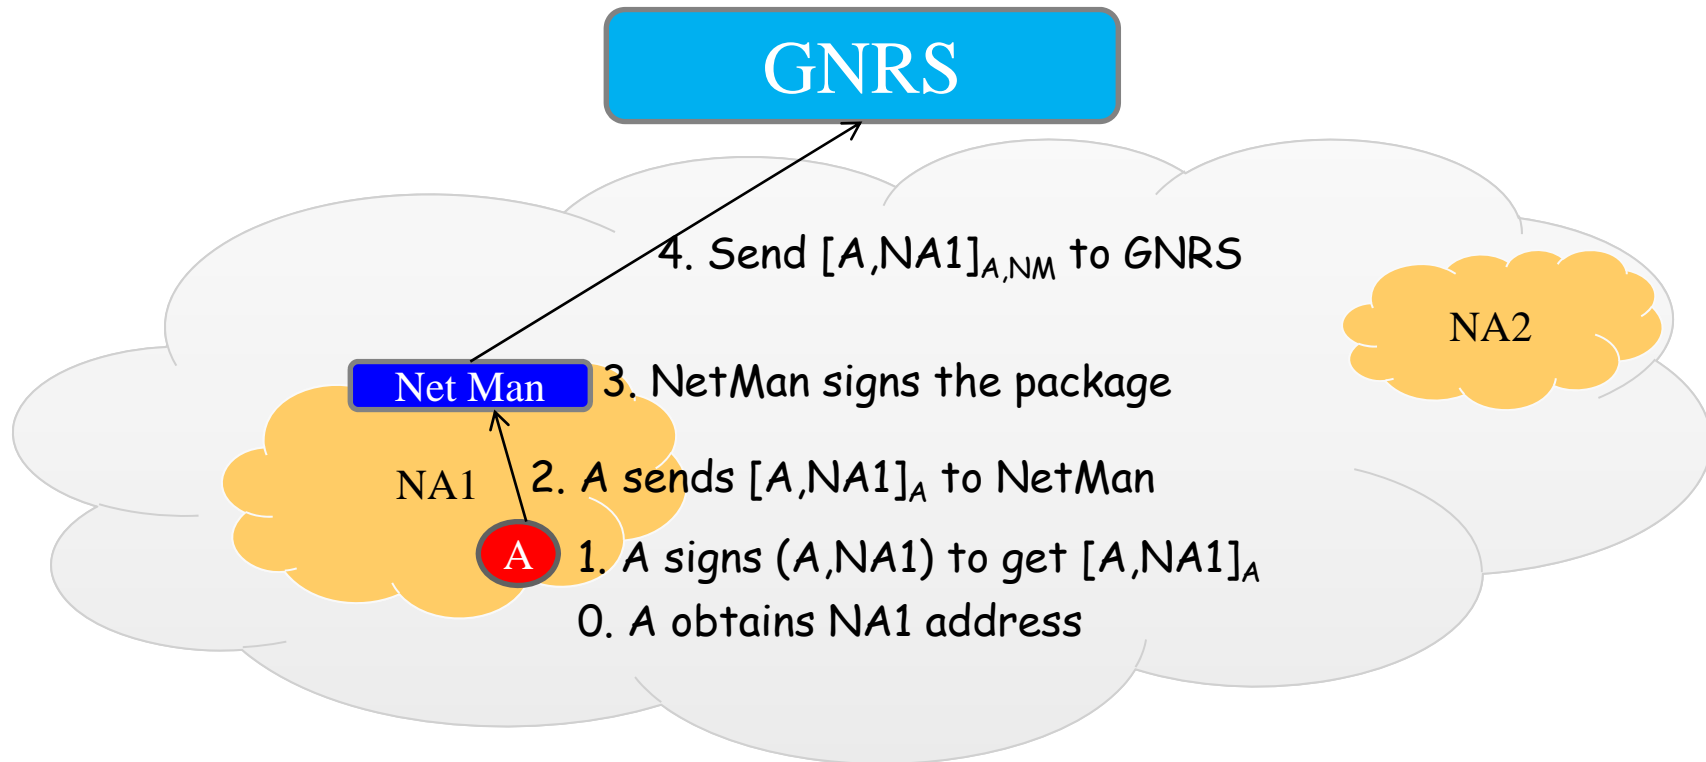 GNRS
4. Send [A,NA1]A,NM to GNRS
NA2
Net Man
3. NetMan signs the package
NA1
2. A sends [A,NA1]A to NetMan
A
1. A signs (A,NA1) to get [A,NA1]A
0. A obtains NA1 address